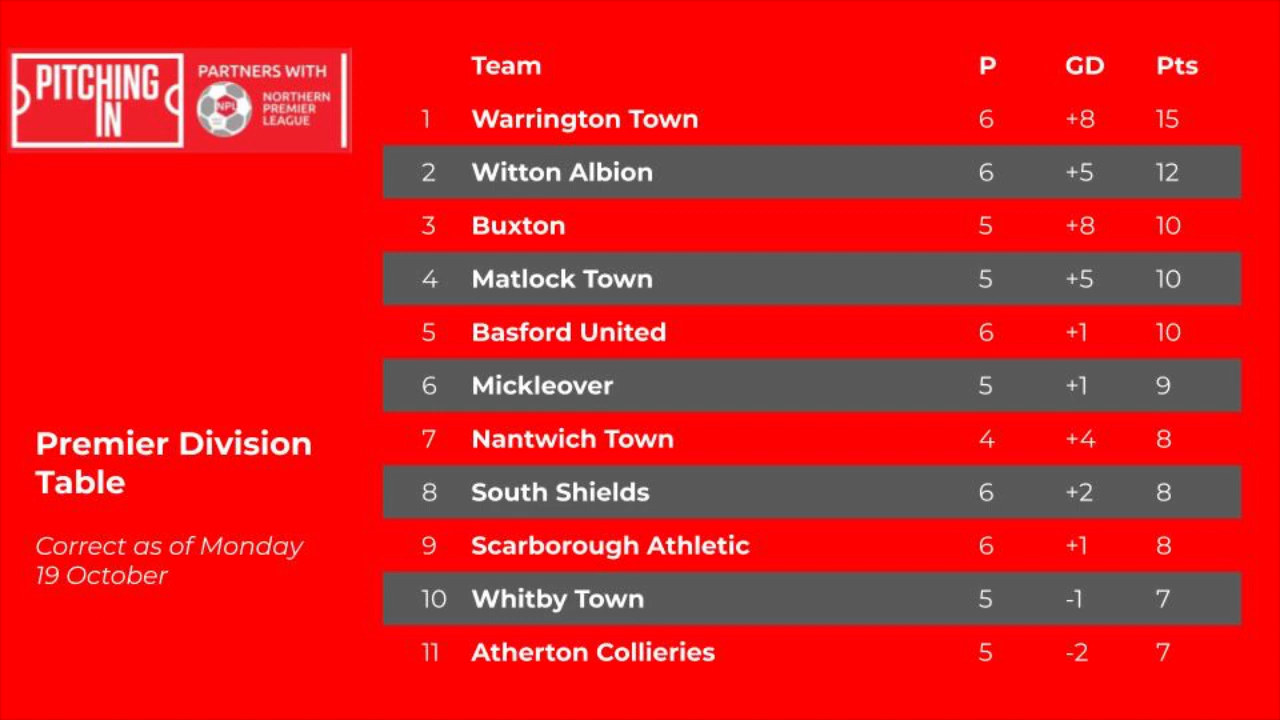 PITCHING
IN
PARTNERS WITH
NPL
NORTHERN
PREMIER
LEAGUE
Premier Division
Table
Correct as of Monday
19 October
Team P GD Pts
1 Warrington Town 6 +8 15
2 Witton Albion 6 +5 12
3 Buxton 5 +8 10
4 Matlock Town 5 +5 10
5 Basford United 6 +1 10
6 Mickleover 5 +1 9
7 Nantwich Town 4 +4 8
8 South Shields 6 +2 8
9 Scarborough Athletic 6 +1 8
10 Whitby Town 5 -1 7
11 Atherton Collieries 5 -2 7